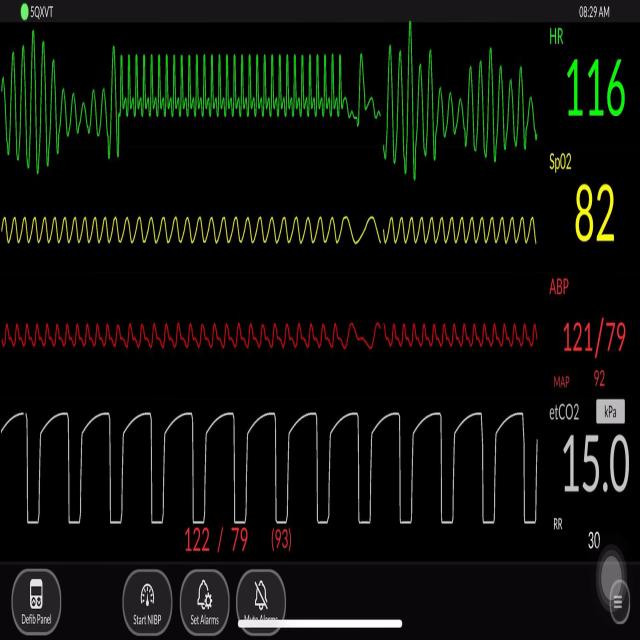 5QXVT
08:29 AM
HR
116
SpO2
82
ABP
121/79
MAP 92
etCO2 kPa
15.0
RR
30
122 / 79 (93)
Defib Panel
Start NIBP
Set Alarms
Mute Alarms